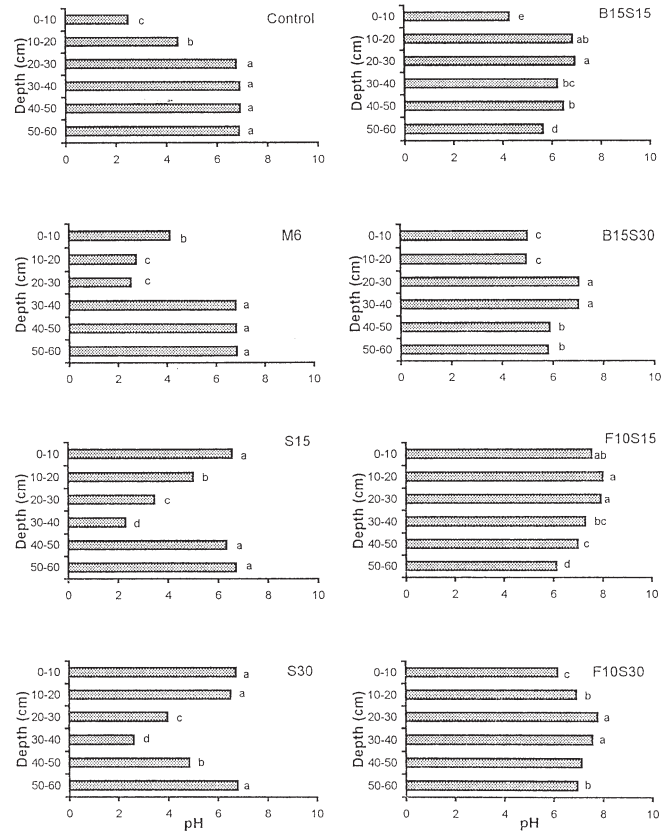 Control
Depth (cm)
0-10 c
10-20 b
20-30 a
30-40 a
40-50 a
50-60 a
0 2 4 6 8 10
B15S15
Depth (cm)
0-10 e
10-20 ab
20-30 a
30-40 bc
40-50 b
50-60 d
0 2 4 6 8 10
M6
Depth (cm)
0-10 b
10-20 c
20-30 c
30-40 a
40-50 a
50-60 a
0 2 4 6 8 10
B15S30
Depth (cm)
0-10 c
10-20 c
20-30 a
30-40 a
40-50 b
50-60 b
0 2 4 6 8 10
S15
Depth (cm)
0-10 a
10-20 b
20-30 c
30-40 d
40-50 a
50-60 a
0 2 4 6 8 10
F10S15
Depth (cm)
0-10 ab
10-20 a
20-30 a
30-40 bc
40-50 c
50-60 d
0 2 4 6 8 10
S30
Depth (cm)
0-10 a
10-20 a
20-30 c
30-40 d
40-50 b
50-60 a
0 2 4 6 8 10
pH
F10S30
Depth (cm)
0-10 c
10-20 b
20-30 a
30-40 a
40-50
50-60 b
0 2 4 6 8 10
pH